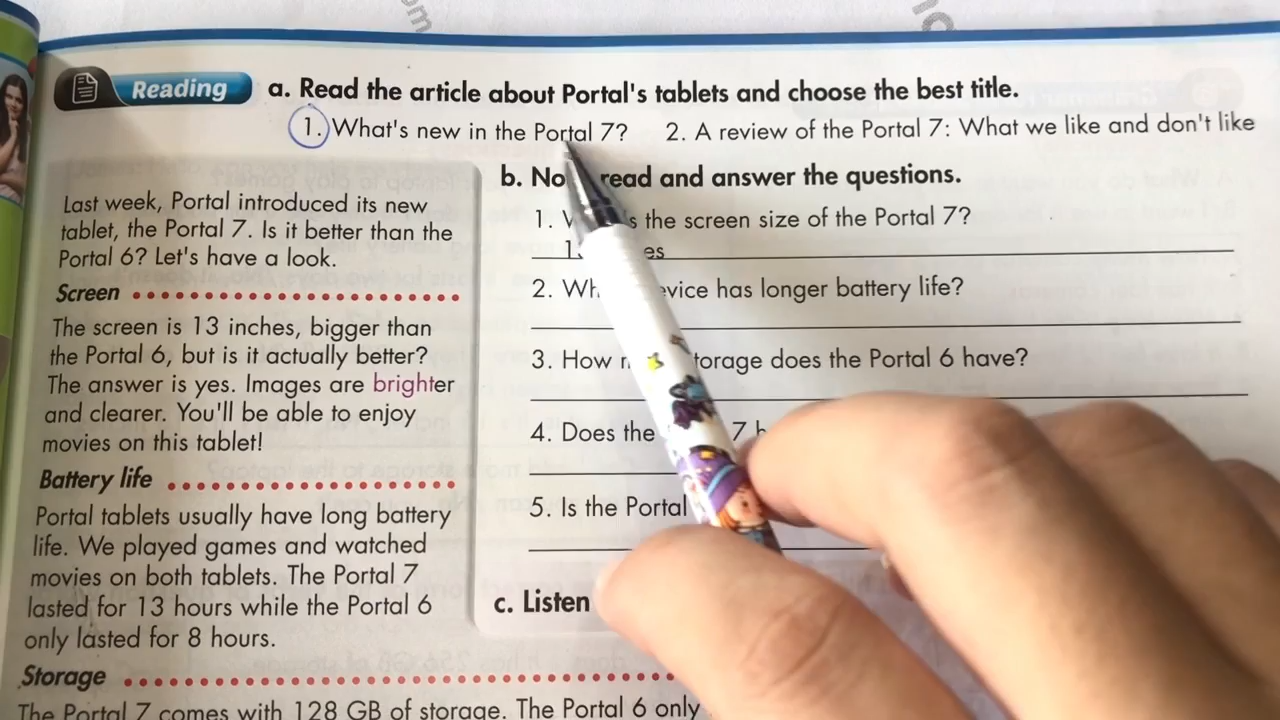 Reading
a. Read the article about Portal's tablets and choose the best title.
1. What's new in the Portal 7? 2. A review of the Portal 7: What we like and don't like
Last week, Portal introduced its new
tablet, the Portal 7. Is it better than the
Portal 6? Let's have a look.
Screen
The screen is 13 inches, bigger than
the Portal 6, but is it actually better?
The answer is yes. Images are brighter
and clearer. You'll be able to enjoy
movies on this tablet!
Battery life
Portal tablets usually have long battery
life. We played games and watched
movies on both tablets. The Portal 7
lasted for 13 hours while the Portal 6
only lasted for 8 hours.
Storage
The Portal 7 comes with 128 GB of storage. The Portal 6 only
b. read and answer the questions.
1. the screen size of the Portal 7?
2. has longer battery life?
3. How does the Portal 6 have?
4. Does the 7
5. Is the Portal
c. Listen